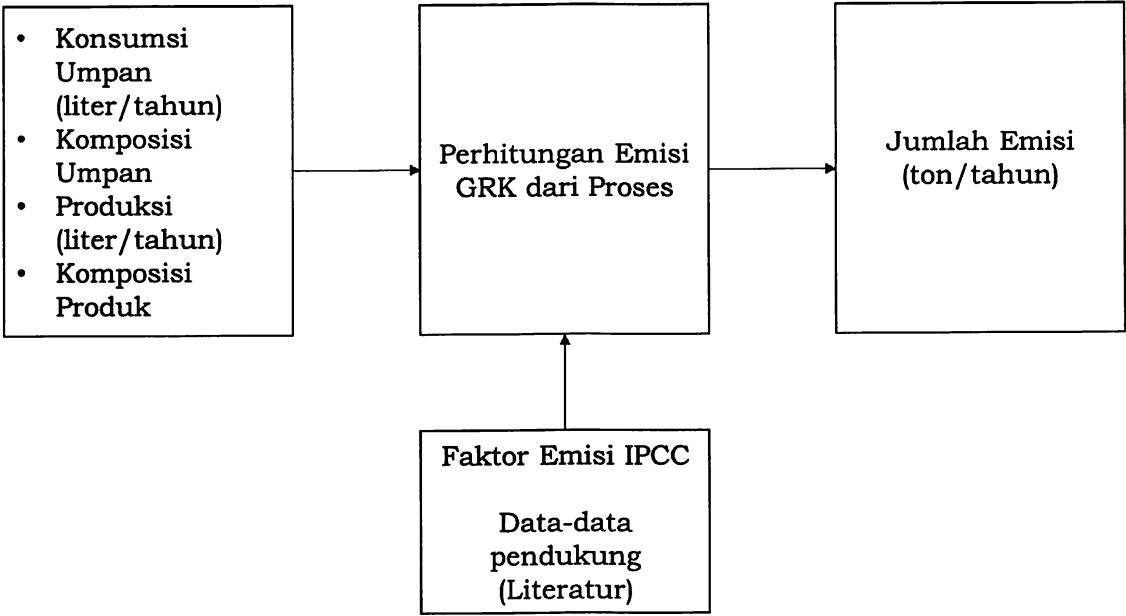 • Konsumsi
Umpan
(liter/tahun)
• Komposisi
Umpan
• Produksi
(liter/tahun)
• Komposisi
Produk
Perhitungan Emisi
GRK dari Proses
Jumlah Emisi
(ton/tahun)
Faktor Emisi IPCC
Data-data
pendukung
(Literatur)